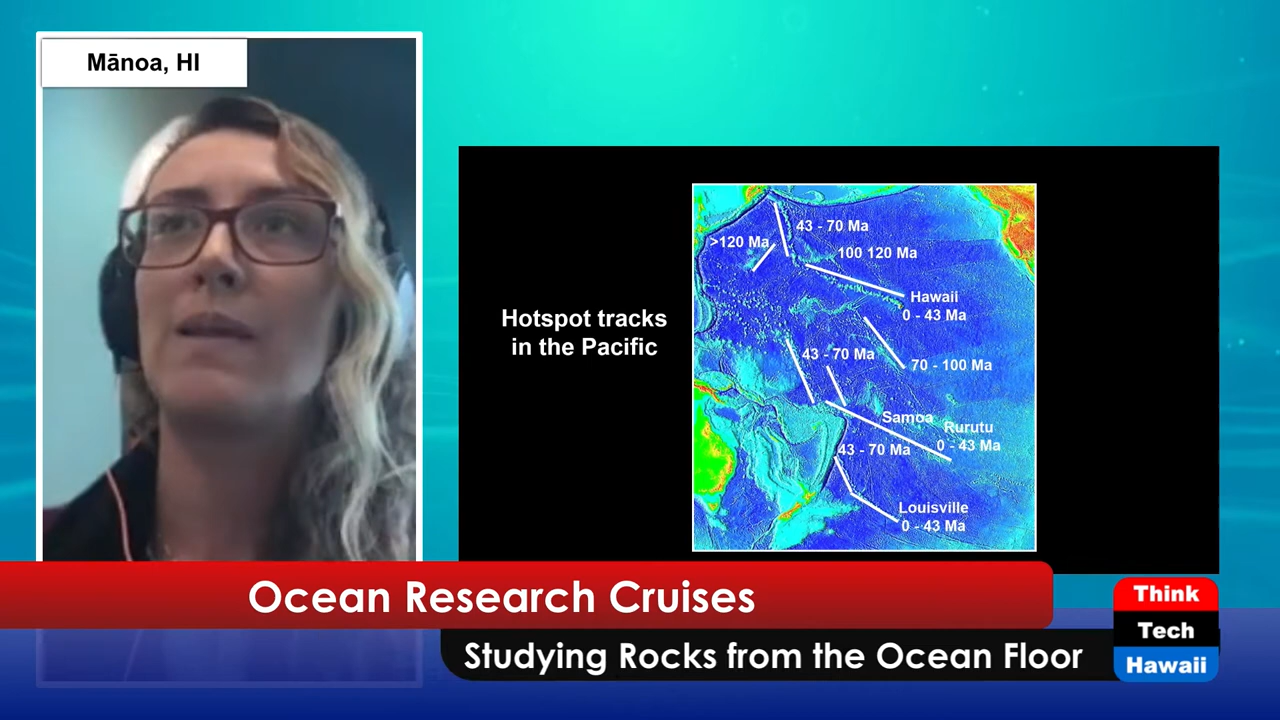 Mānoa, HI
Hotspot tracks
in the Pacific
43 - 70 Ma
>120 Ma
100 120 Ma
Hawaii
0 - 43 Ma
43 - 70 Ma
70 - 100 Ma
Samoa
Rurutu
0 - 43 Ma
43 - 70 Ma
Louisville
0 - 43 Ma
Ocean Research Cruises
Studying Rocks from the Ocean Floor
Think
Tech
Hawaii